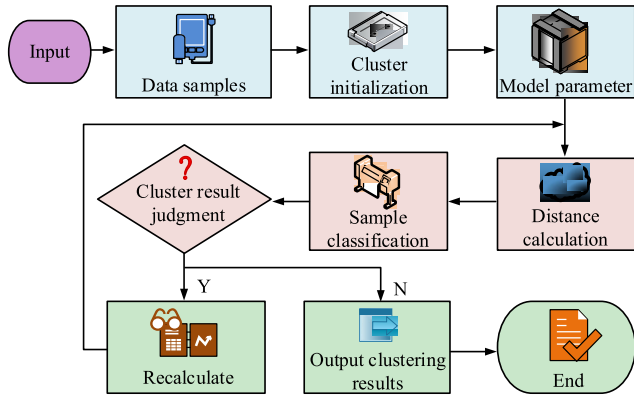 Input
Data samples
Cluster
initialization
Model parameter
?
Cluster result
judgment
Sample
classification
Distance
calculation
Y
N
Recalculate
Output clustering
results
End